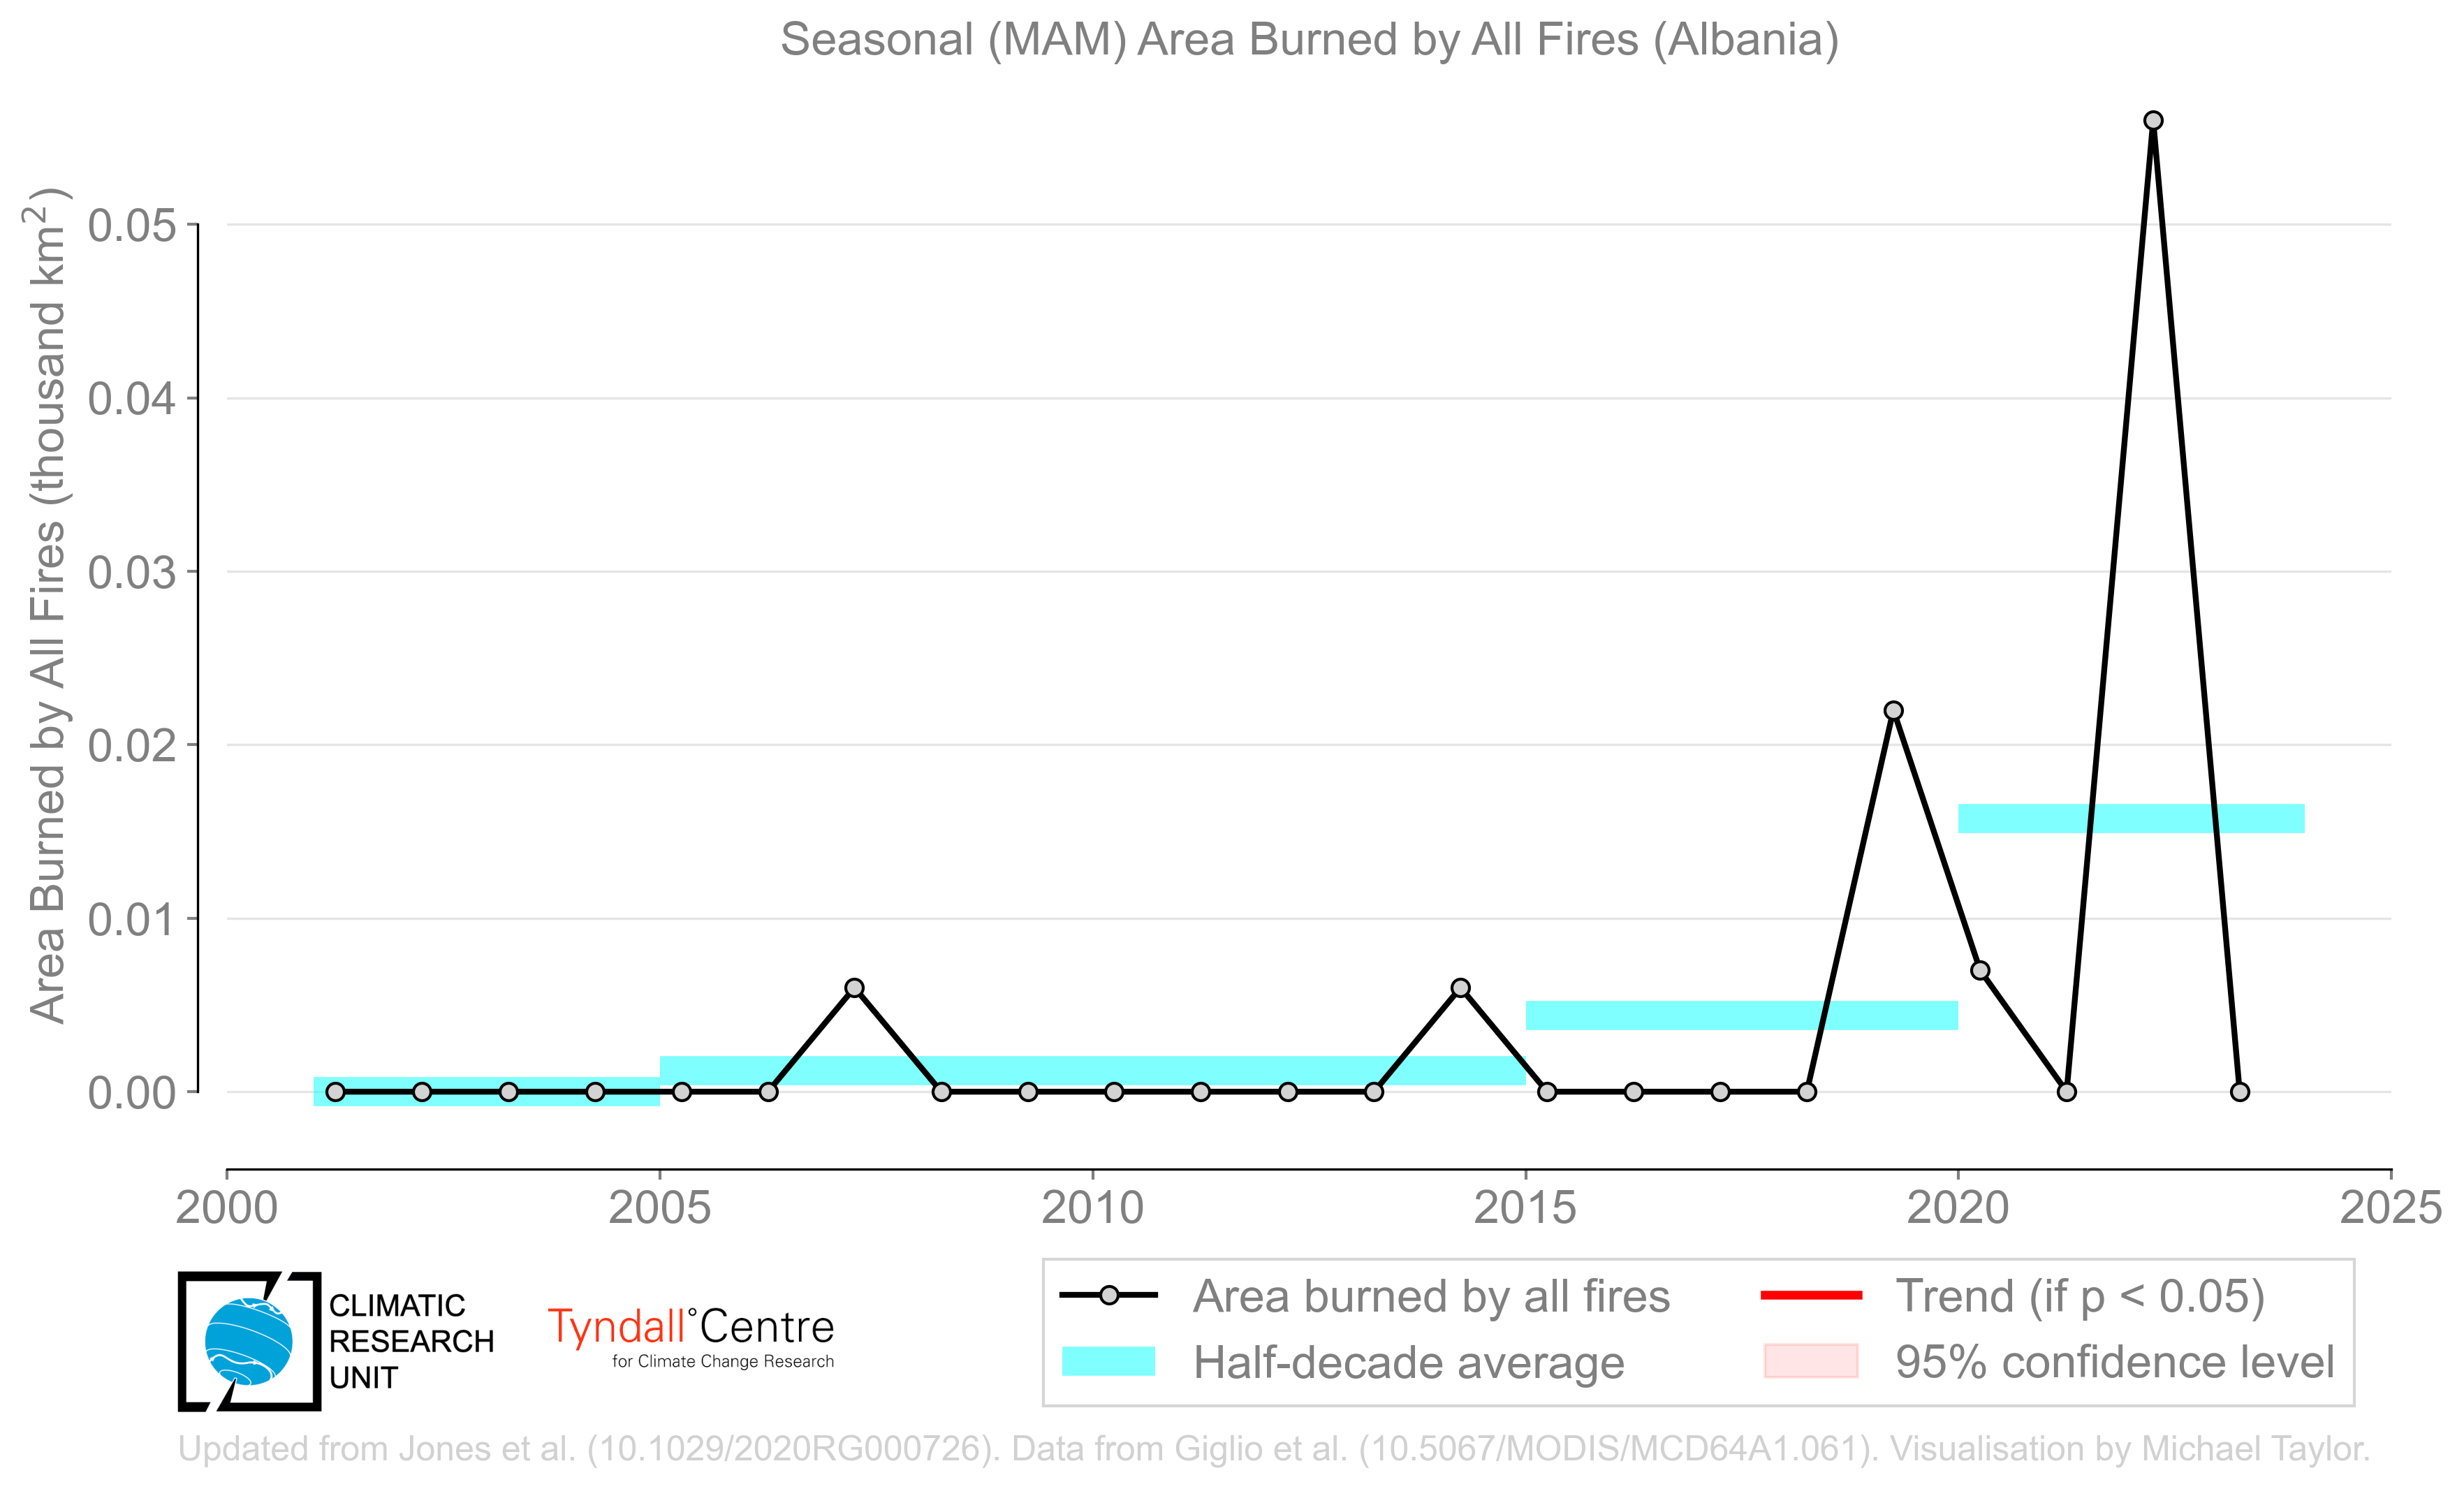 Seasonal (MAM) Area Burned by All Fires (Albania)
Area Burned by All Fires (thousand km²)
0.05
0.04
0.03
0.02
0.01
0.00
2000 2005 2010 2015 2020 2025
CLIMATIC
RESEARCH
UNIT
Tyndall°Centre
for Climate Change Research
Area burned by all fires
Half-decade average
Trend (if p < 0.05)
95% confidence level
Updated from Jones et al. (10.1029/2020RG000726). Data from Giglio et al. (10.5067/MODIS/MCD64A1.061). Visualisation by Michael Taylor.